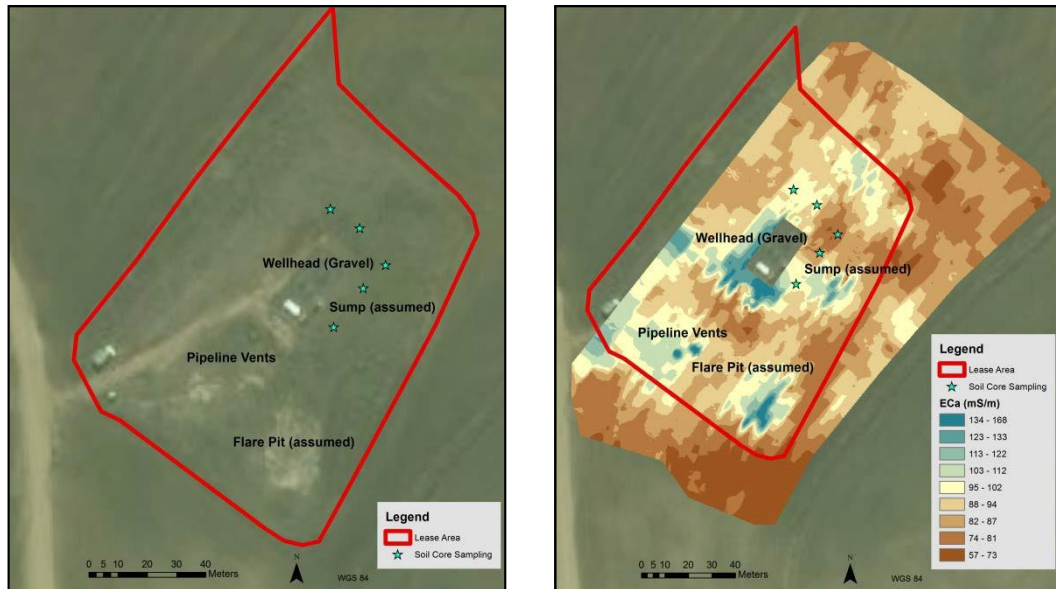 Wellhead (Gravel)
Sump (assumed)
Pipeline Vents
Flare Pit (assumed)
Legend
Lease Area
Soil Core Sampling
0 5 10 20 30 40
Meters
N
WGS 84
Wellhead (Gravel)
Sump (assumed)
Pipeline Vents
Flare Pit (assumed)
Legend
Lease Area
Soil Core Sampling
ECa (mS/m)
134 - 168
123 - 133
113 - 122
103 - 112
95 - 102
88 - 94
82 - 87
74 - 81
57 - 73
0 5 10 20 30 40
Meters
N
WGS 84